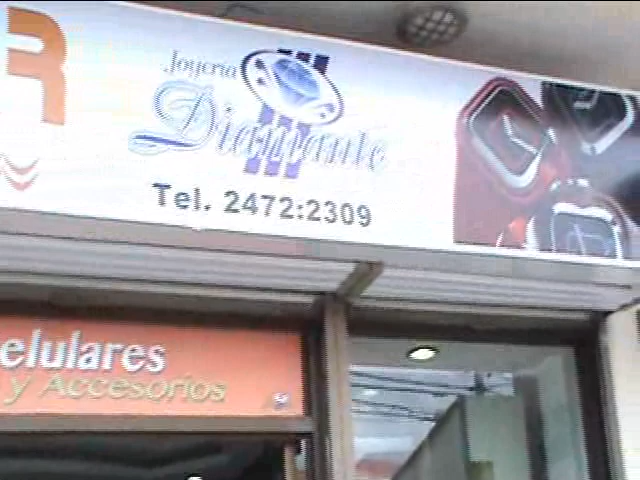 R
Joyeria
Diamante
Tel. 2472:2309
elulares
y Accesorios